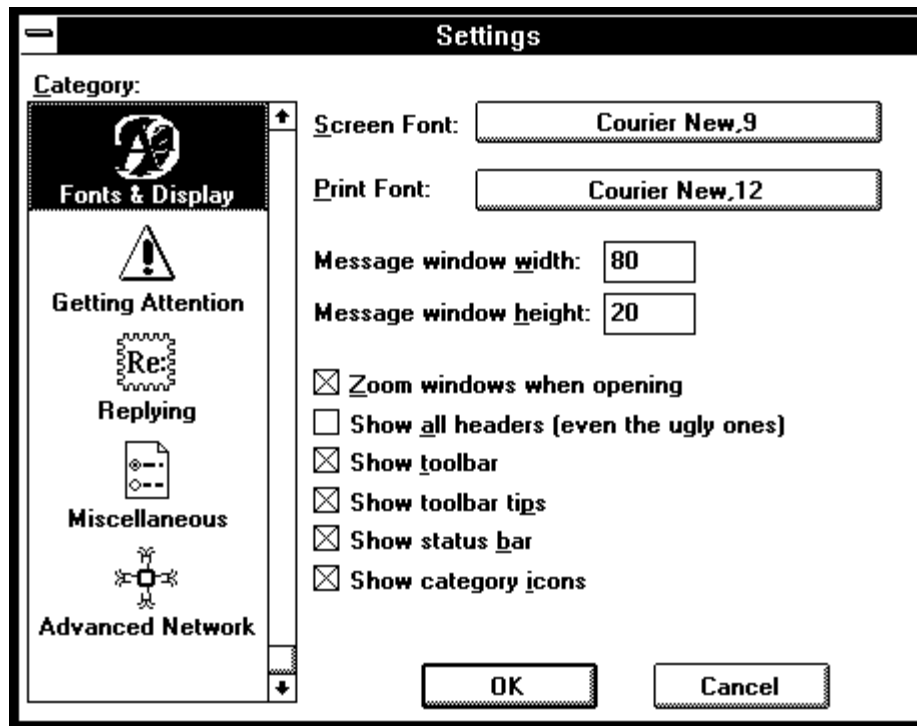 Settings
Category:
Fonts & Display
Getting Attention
Re:
Replying
Miscellaneous
Advanced Network
Screen Font: Courier New,9
Print Font: Courier New,12
Message window width: 80
Message window height: 20
Zoom windows when opening
Show all headers (even the ugly ones)
Show toolbar
Show toolbar tips
Show status bar
Show category icons
OK Cancel